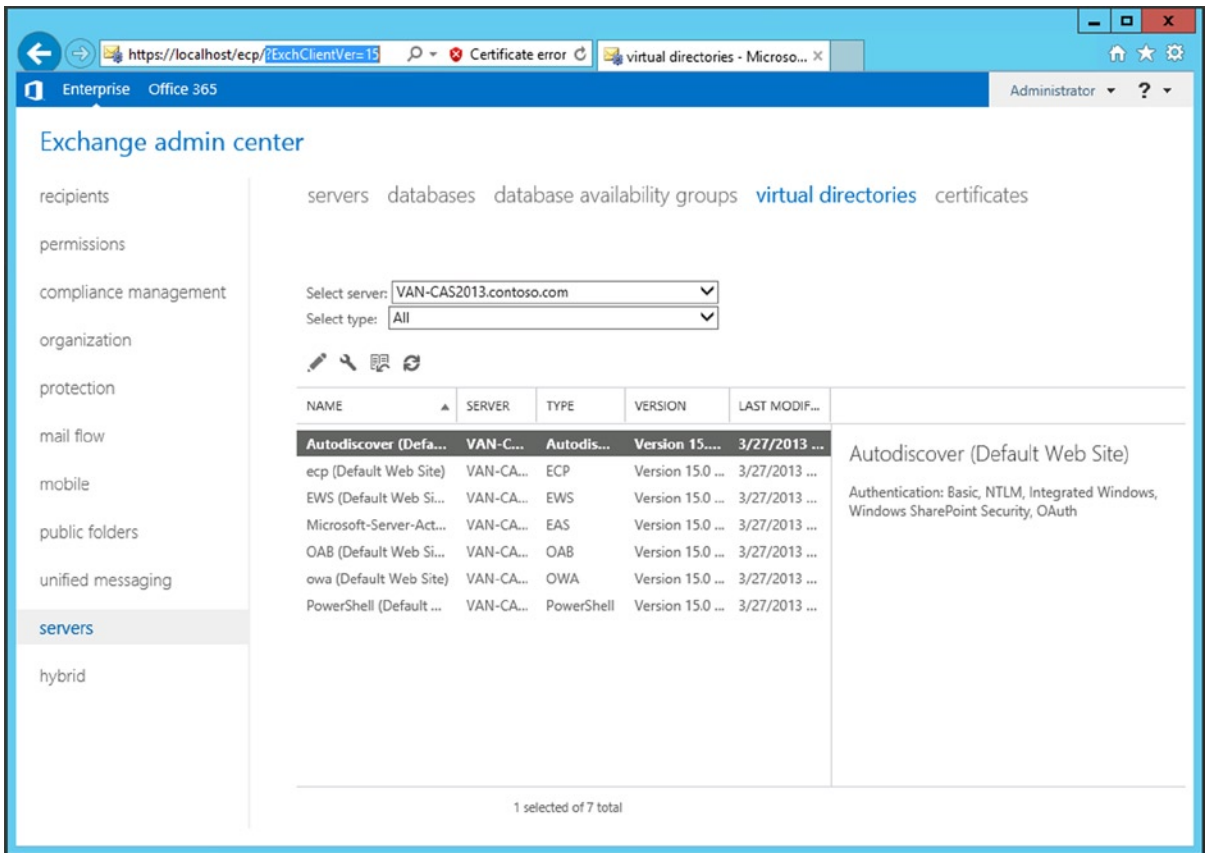 https://localhost/ecp/?ExchClientVer=15
Certificate error
virtual directories - Microso...
Enterprise Office 365
Administrator ?
Exchange admin center
recipients
permissions
compliance management
organization
protection
mail flow
mobile
public folders
unified messaging
servers
hybrid
servers databases database availability groups virtual directories certificates
Select server: VAN-CAS2013.contoso.com
Select type: All
NAME SERVER TYPE VERSION LAST MODIF...
Autodiscover (Defa... VAN-C... Autodis... Version 15.... 3/27/2013 ...
ecp (Default Web Site) VAN-CA... ECP Version 15.0 ... 3/27/2013 ...
EWS (Default Web Si... VAN-CA... EWS Version 15.0 ... 3/27/2013 ...
Microsoft-Server-Act... VAN-CA... EAS Version 15.0 ... 3/27/2013 ...
OAB (Default Web Si... VAN-CA... OAB Version 15.0 ... 3/27/2013 ...
owa (Default Web Site) VAN-CA... OWA Version 15.0 ... 3/27/2013 ...
PowerShell (Default ... VAN-CA... PowerShell Version 15.0 ... 3/27/2013 ...
Autodiscover (Default Web Site)
Authentication: Basic, NTLM, Integrated Windows,
Windows SharePoint Security, OAuth
1 selected of 7 total